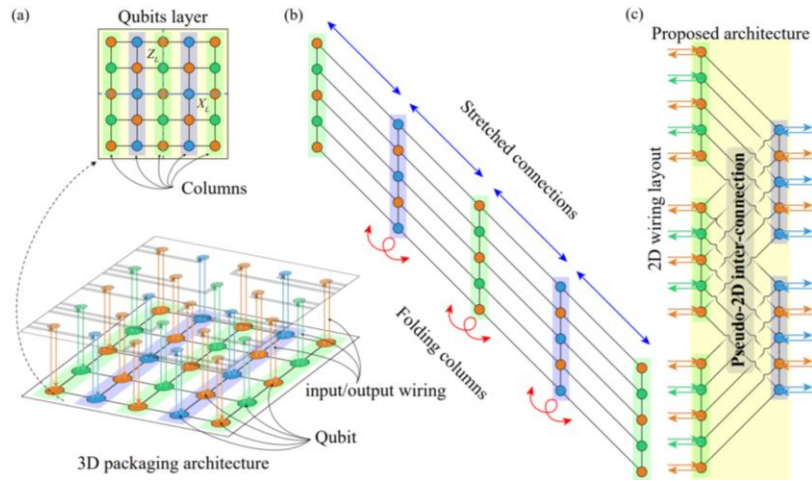 (a)
Qubits layer
Z_L
X_L
Columns
input/output wiring
Qubit
3D packaging architecture
(b)
Stretched connections
Folding columns
(c)
Proposed architecture
2D wiring layout
Pseudo-2D inter-connection